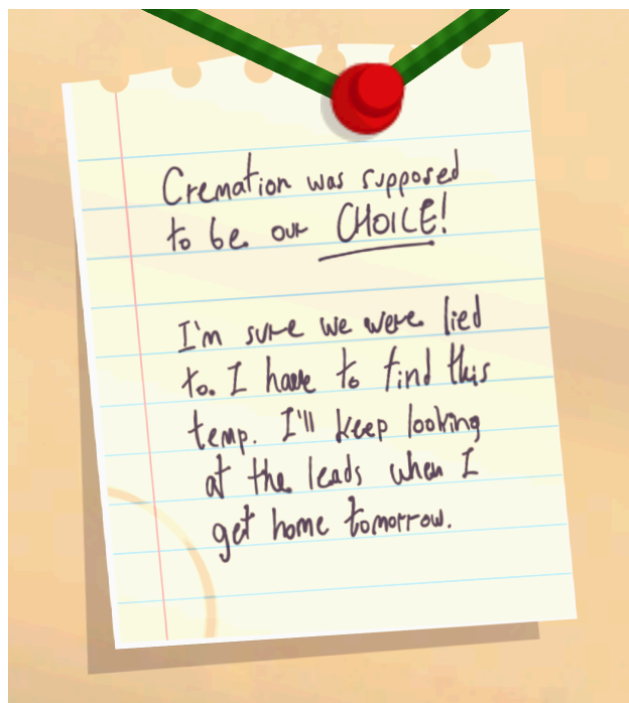 Cremation was supposed
to be our CHOICE!
I'm sure we were lied
to. I have to find this
temp. I'll keep looking
at the leads when I
get home tomorrow.